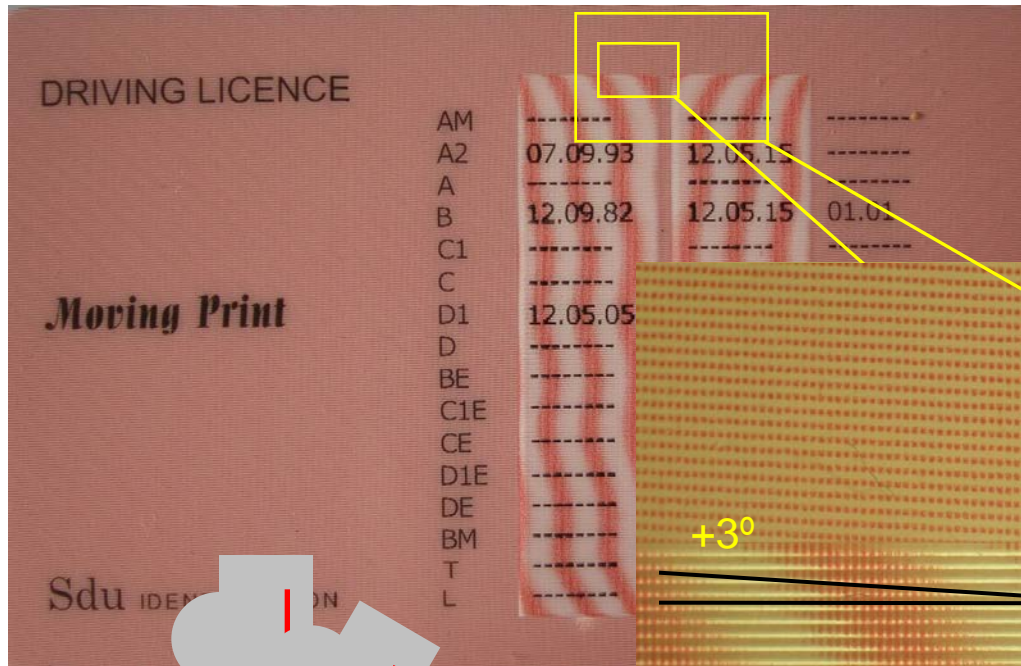 DRIVING LICENCE
AM --------- --------- ---------
A2 07.09.93 12.05.15 ---------
A --------- --------- ---------
B 12.09.82 12.05.15 01.01
C1 --------- --------- ---------
C ---------
Moving Print
D1 12.05.05
D ---------
BE ---------
C1E ---------
CE ---------
D1E ---------
DE ---------
BM ---------
T ---------
L ---------
+3º
Sdu